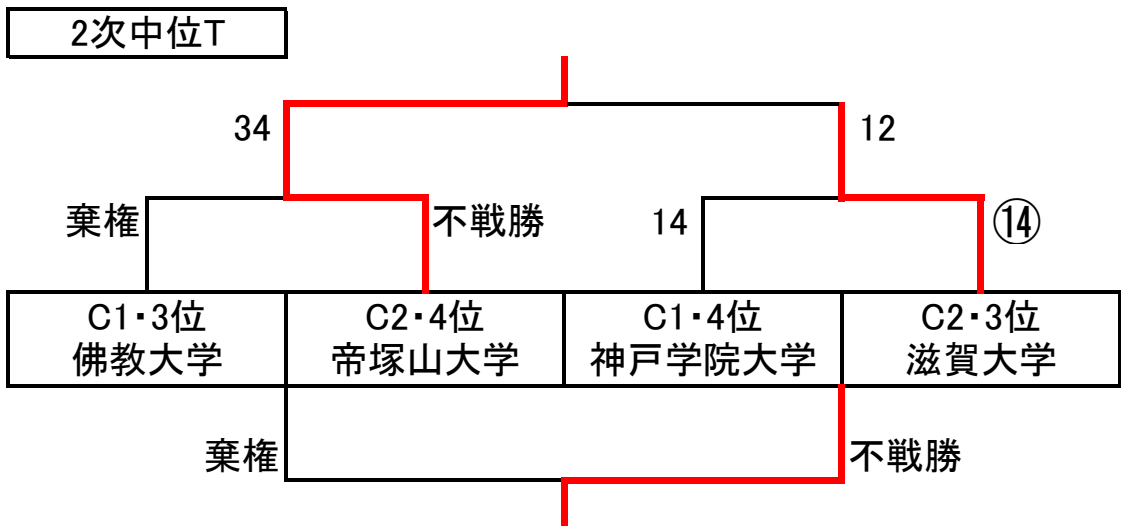 2次中位T
34
12
棄権
不戦勝
14
⑭
C1・3位
佛教大学
C2・4位
帝塚山大学
C1・4位
神戸学院大学
C2・3位
滋賀大学
棄権
不戦勝